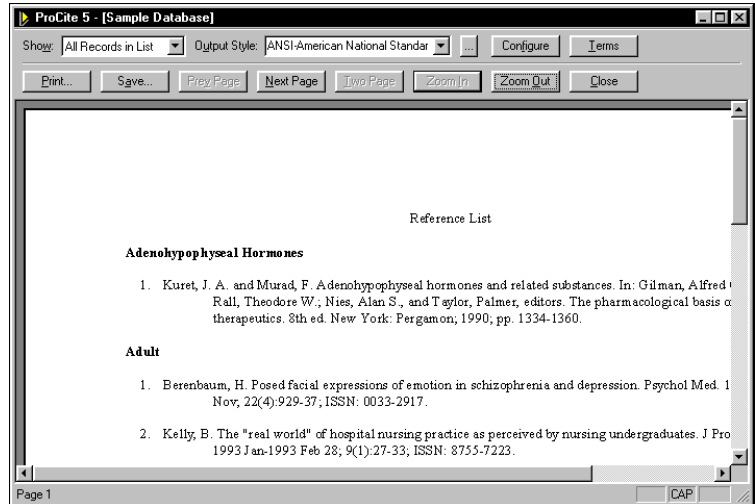 ProCite 5 - [Sample Database]
Show: All Records in List Output Style: ANSI-American National Standar ... Configure Terms
Print... Save... Prev Page Next Page Two Page Zoom In Zoom Out Close
Reference List
Adenohypophyseal Hormones
1. Kuret, J. A. and Murad, F. Adenohypophyseal hormones and related substances. In: Gilman, Alfred
Rall, Theodore W.; Nies, Alan S., and Taylor, Palmer, editors. The pharmacological basis
therapeutics. 8th ed. New York: Pergamon; 1990; pp. 1334-1360.
Adult
1. Berenbaum, H. Posed facial expressions of emotion in schizophrenia and depression. Psychol Med. 1
Nov; 22(4):929-37; ISSN: 0033-2917.
2. Kelly, B. The "real world" of hospital nursing practice as perceived by nursing undergraduates. J Pro
1993 Jan-1993 Feb 28; 9(1):27-33; ISSN: 8755-7223.
Page 1 CAP